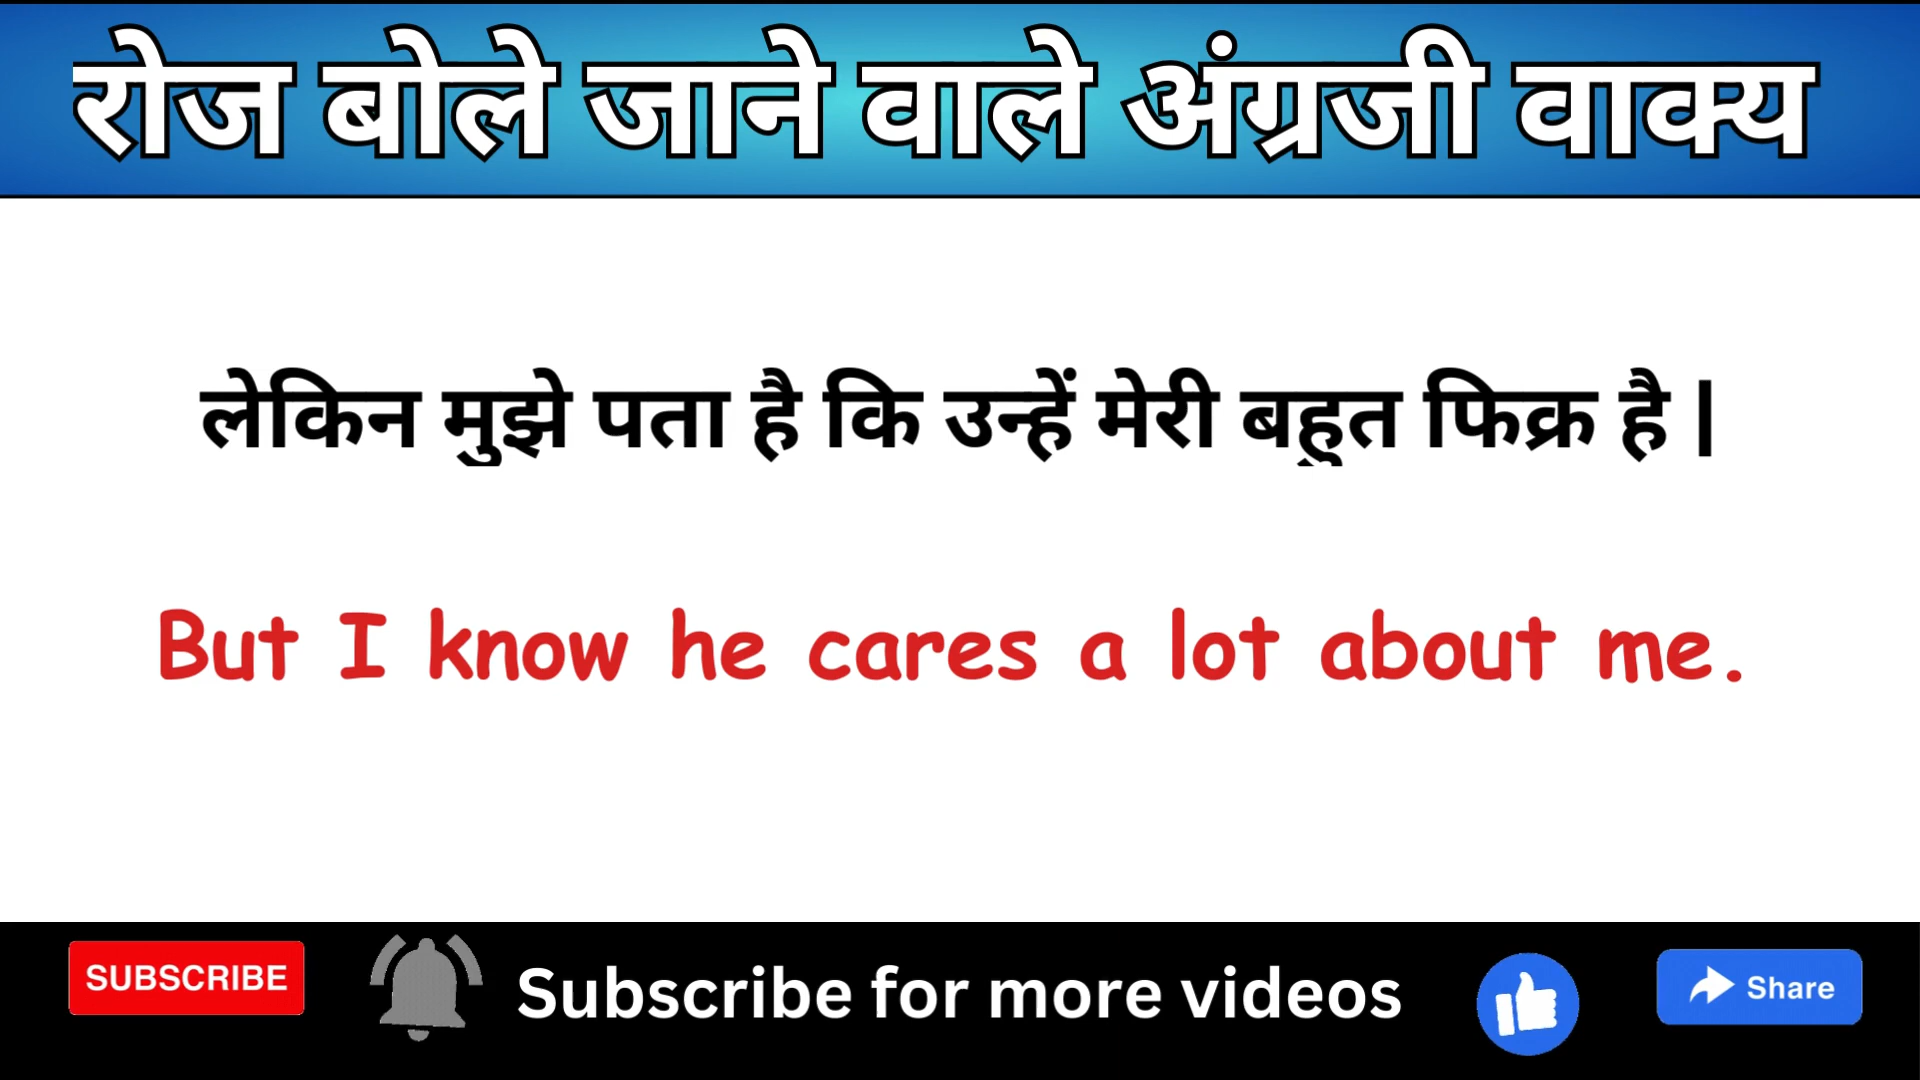 रोज बोले जाने वाले अंग्रजी वाक्य
लेकिन मुझे पता है कि उन्हें मेरी बहुत फिक्र है |
But I know he cares a lot about me.
SUBSCRIBE
Subscribe for more videos
Share